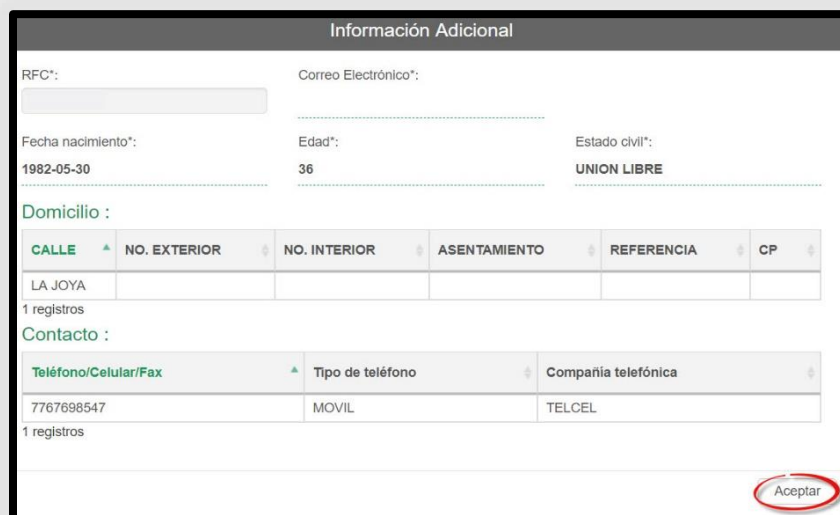 Información Adicional
RFC*: Correo Electrónico*:
Fecha nacimiento*: Edad*: Estado civil*:
1982-05-30 36 UNION LIBRE
Domicilio :
CALLE NO. EXTERIOR NO. INTERIOR ASENTAMIENTO REFERENCIA CP
LA JOYA
1 registros
Contacto :
Teléfono/Celular/Fax Tipo de teléfono Compañía telefónica
7767698547 MOVIL TELCEL
1 registros
Aceptar